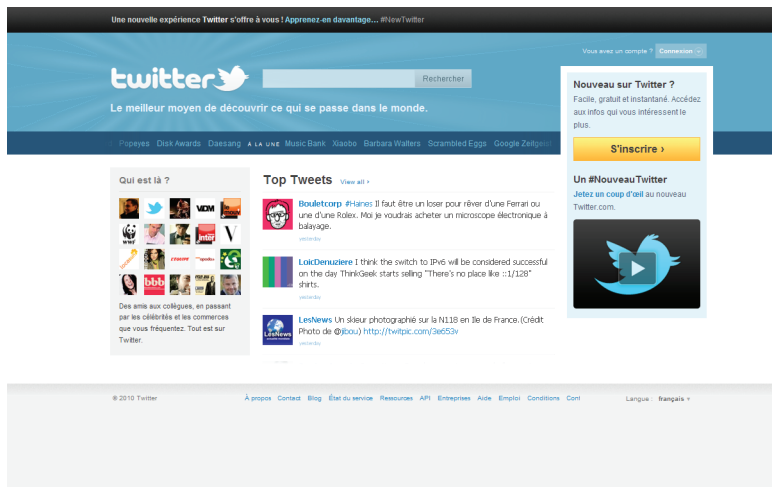 Une nouvelle expérience Twitter s'offre à vous ! Apprenez-en davantage... #NewTwitter
Vous avez un compte ? Connexion
twitter
Rechercher
Le meilleur moyen de découvrir ce qui se passe dans le monde.
Popeyes Disk Awards Daesang A LA UNE Music Bank Xiaobo Barbara Walters Scrambled Eggs Google Zeitgeist
Nouveau sur Twitter ?
Facile, gratuit et instantané. Accédez
aux infos qui vous intéressent le
plus.
S'inscrire ›
Un #NouveauTwitter
Jetez un coup d'œil au nouveau
Twitter.com.
Qui est là ?
VDM
WWF
inter
V
bbb
Des amis aux collègues, en passant
par les célébrités et les commerces
que vous fréquentez. Tout est sur
Twitter.
Top Tweets View all ›
Bouletcorp #Haines Il faut être un loser pour rêver d'une Ferrari ou
une d'une Rolex. Moi je voudrais acheter un microscope électronique à
balayage.
yesterday
LoicDenuziere I think the switch to IPv6 will be considered successful
on the day ThinkGeek starts selling "There's no place like ::1/128"
shirts.
yesterday
LesNews
LesNews Un skieur photographié sur la N118 en Ile de France.(Crédit
Photo de @jibou) http://twitpic.com/3e653v
yesterday
© 2010 Twitter
À propos Contact Blog État du service Ressources API Entreprises Aide Emploi Conditions Conf
Langue : français